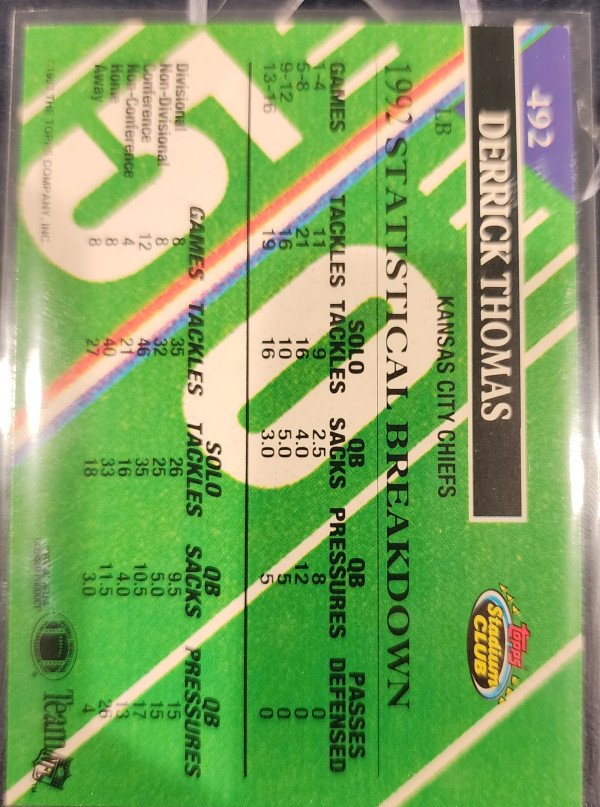 492
DERRICK THOMAS
Topps
Stadium
CLUB
LB
KANSAS CITY CHIEFS
1992 STATISTICAL BREAKDOWN
SOLO QB QB PASSES
GAMES TACKLES TACKLES SACKS PRESSURES DEFENSED
1-4 11 9 2.5 8 0
5-8 21 16 4.0 12 0
9-12 16 10 5.0 5 0
13-16 19 16 3.0 5 0
SOLO QB QB
GAMES TACKLES TACKLES SACKS PRESSURES
Divisional 8 35 26 9.5 15
Non-Divisional 8 32 25 5.0 15
Conference 12 46 35 10.5 17
Non-Conference 4 21 16 4.0 13
Home 8 40 33 11.5 26
Away 8 27 18 3.0 4
THE TOPPS COMPANY, INC.
Team NFL
50